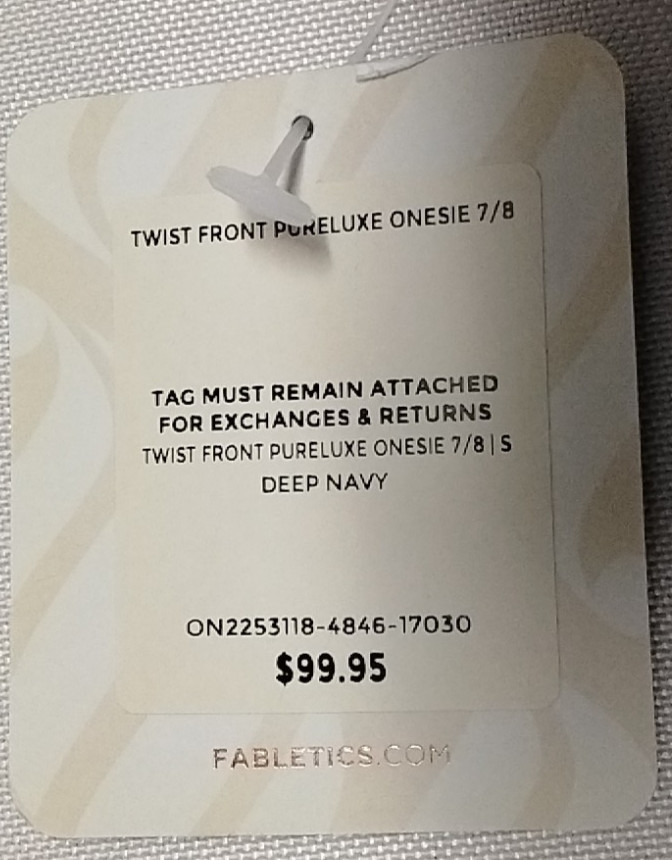 TWIST FRONT PURELUXE ONESIE 7/8
TAG MUST REMAIN ATTACHED
FOR EXCHANGES & RETURNS
TWIST FRONT PURELUXE ONESIE 7/8 | S
DEEP NAVY
ON2253118-4846-17030
$99.95
FABLETICS.COM